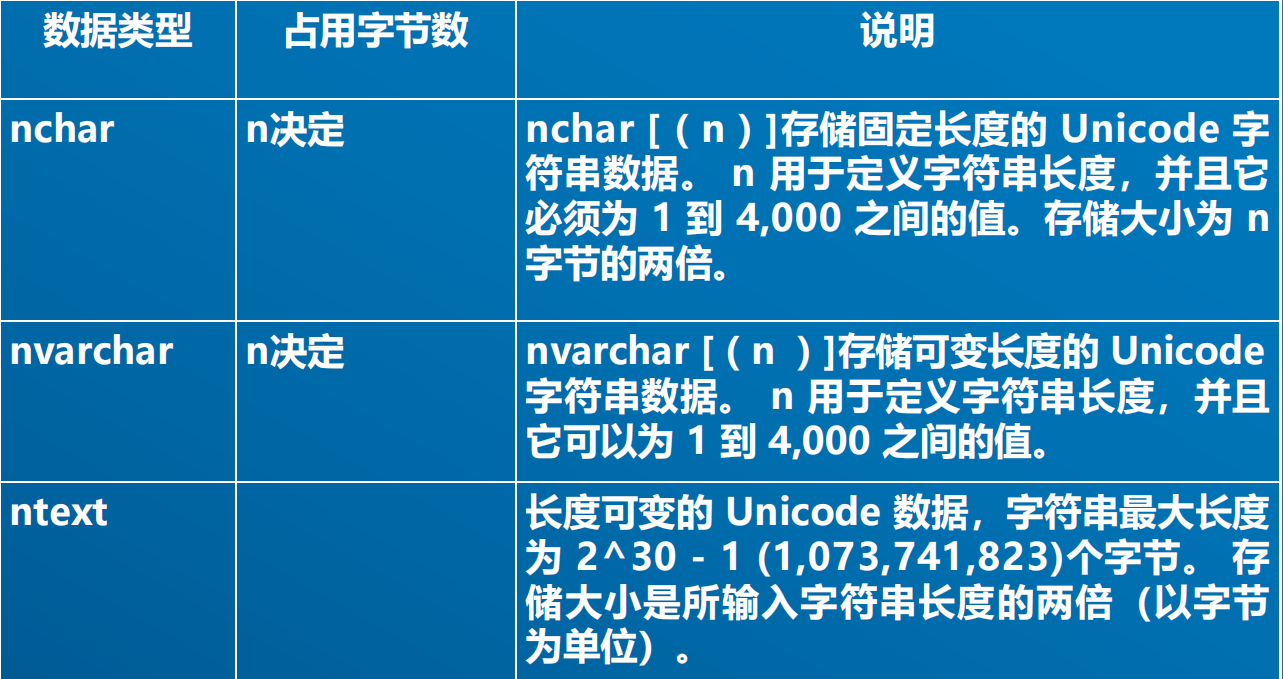 数据类型 占用字节数 说明
nchar n决定 nchar [ ( n ) ]存储固定长度的 Unicode 字
符串数据。 n 用于定义字符串长度，并且它
必须为 1 到 4,000 之间的值。存储大小为 n
字节的两倍。
nvarchar n决定 nvarchar [ ( n ) ]存储可变长度的 Unicode
字符串数据。 n 用于定义字符串长度，并且
它可以为 1 到 4,000 之间的值。
ntext 长度可变的 Unicode 数据，字符串最大长度
为 2^30 - 1 (1,073,741,823)个字节。 存
储大小是所输入字符串长度的两倍（以字节
为单位）。